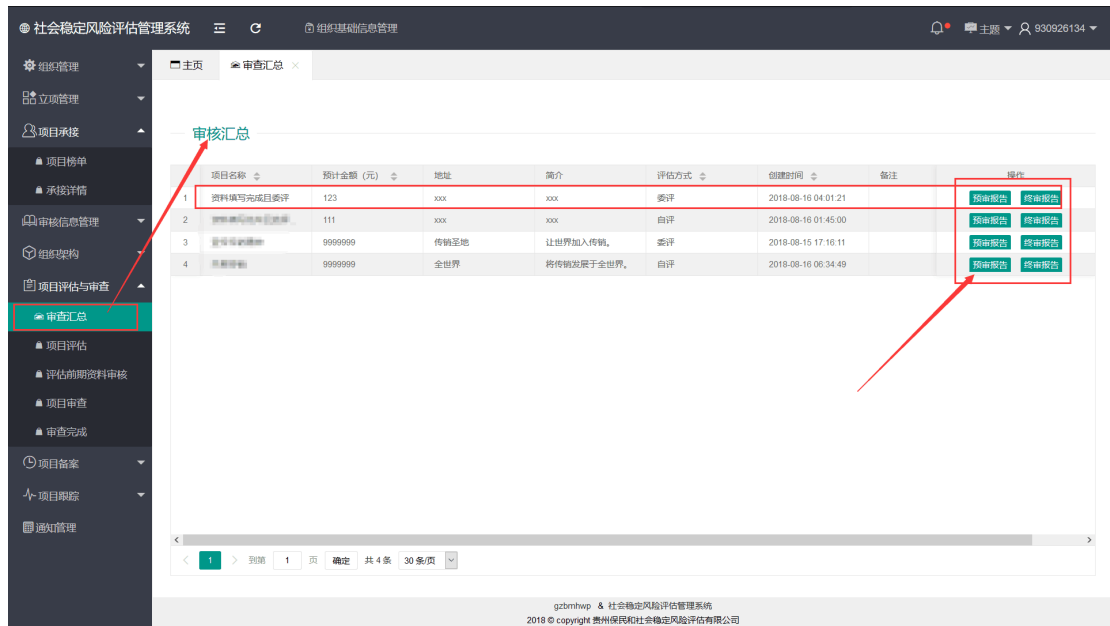 社会稳定风险评估管理系统 组织基础信息管理 主题 930926134
组织管理
立项管理
项目承接
项目榜单
承接详情
审核信息管理
组织架构
项目评估与审查
审查汇总
项目评估
评估前期资料审核
项目审查
审查完成
项目备案
项目跟踪
通知管理
主页 审查汇总 ×
审核汇总
项目名称 预计金额 (元) 地址 简介 评估方式 创建时间 备注 操作
1 资料填写完成且委评 123 xxx xxx 委评 2018-08-16 04:01:21 预审报告 终审报告
2 111 xxx xxx 自评 2018-08-16 01:45:00 预审报告 终审报告
3 9999999 传销圣地 让世界加入传销。 委评 2018-08-15 17:16:11 预审报告 终审报告
4 9999999 全世界 将传销发展于全世界。 自评 2018-08-16 06:34:49 预审报告 终审报告
1 到第 1 页 确定 共 4 条 30 条/页
gzbmhwp & 社会稳定风险评估管理系统
2018 © copyright 贵州保民和社会稳定风险评估有限公司